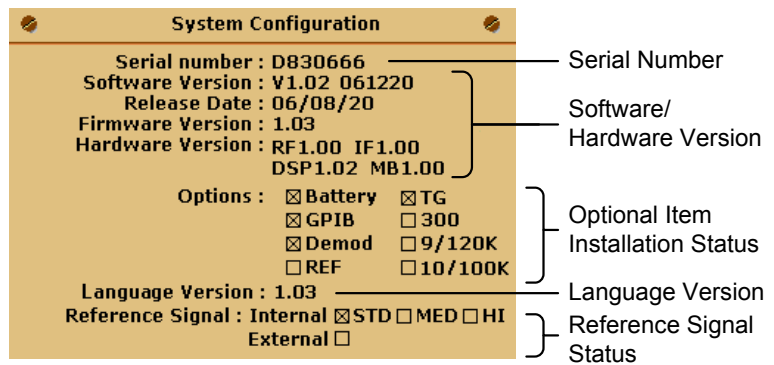 System Configuration
Serial number : D830666
Serial Number
Software Version : V1.02 061220
Release Date : 06/08/20
Firmware Version : 1.03
Hardware Version : RF1.00 IF1.00
DSP1.02 MB1.00
Software/
Hardware Version
Options : ☒ Battery ☒ TG
☒ GPIB ☐ 300
☒ Demod ☐ 9/120K
☐ REF ☐ 10/100K
Optional Item
Installation Status
Language Version : 1.03
Language Version
Reference Signal : Internal ☒ STD ☐ MED ☐ HI
External ☐
Reference Signal
Status